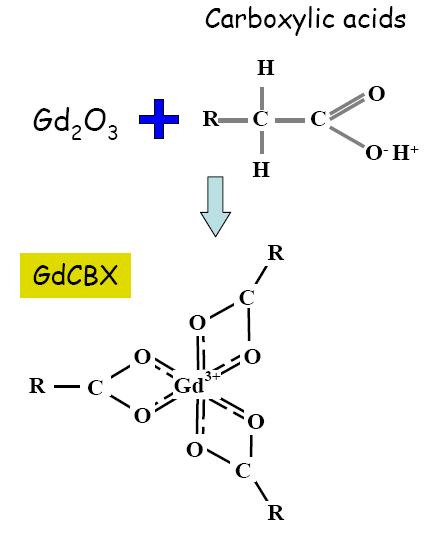 Carboxylic acids
H
O
Gd₂O₃ + R C C
H
O⁻ H⁺
GdCBX
R
C
O
O
O
R C Gd³⁺
O
O
O
C
R